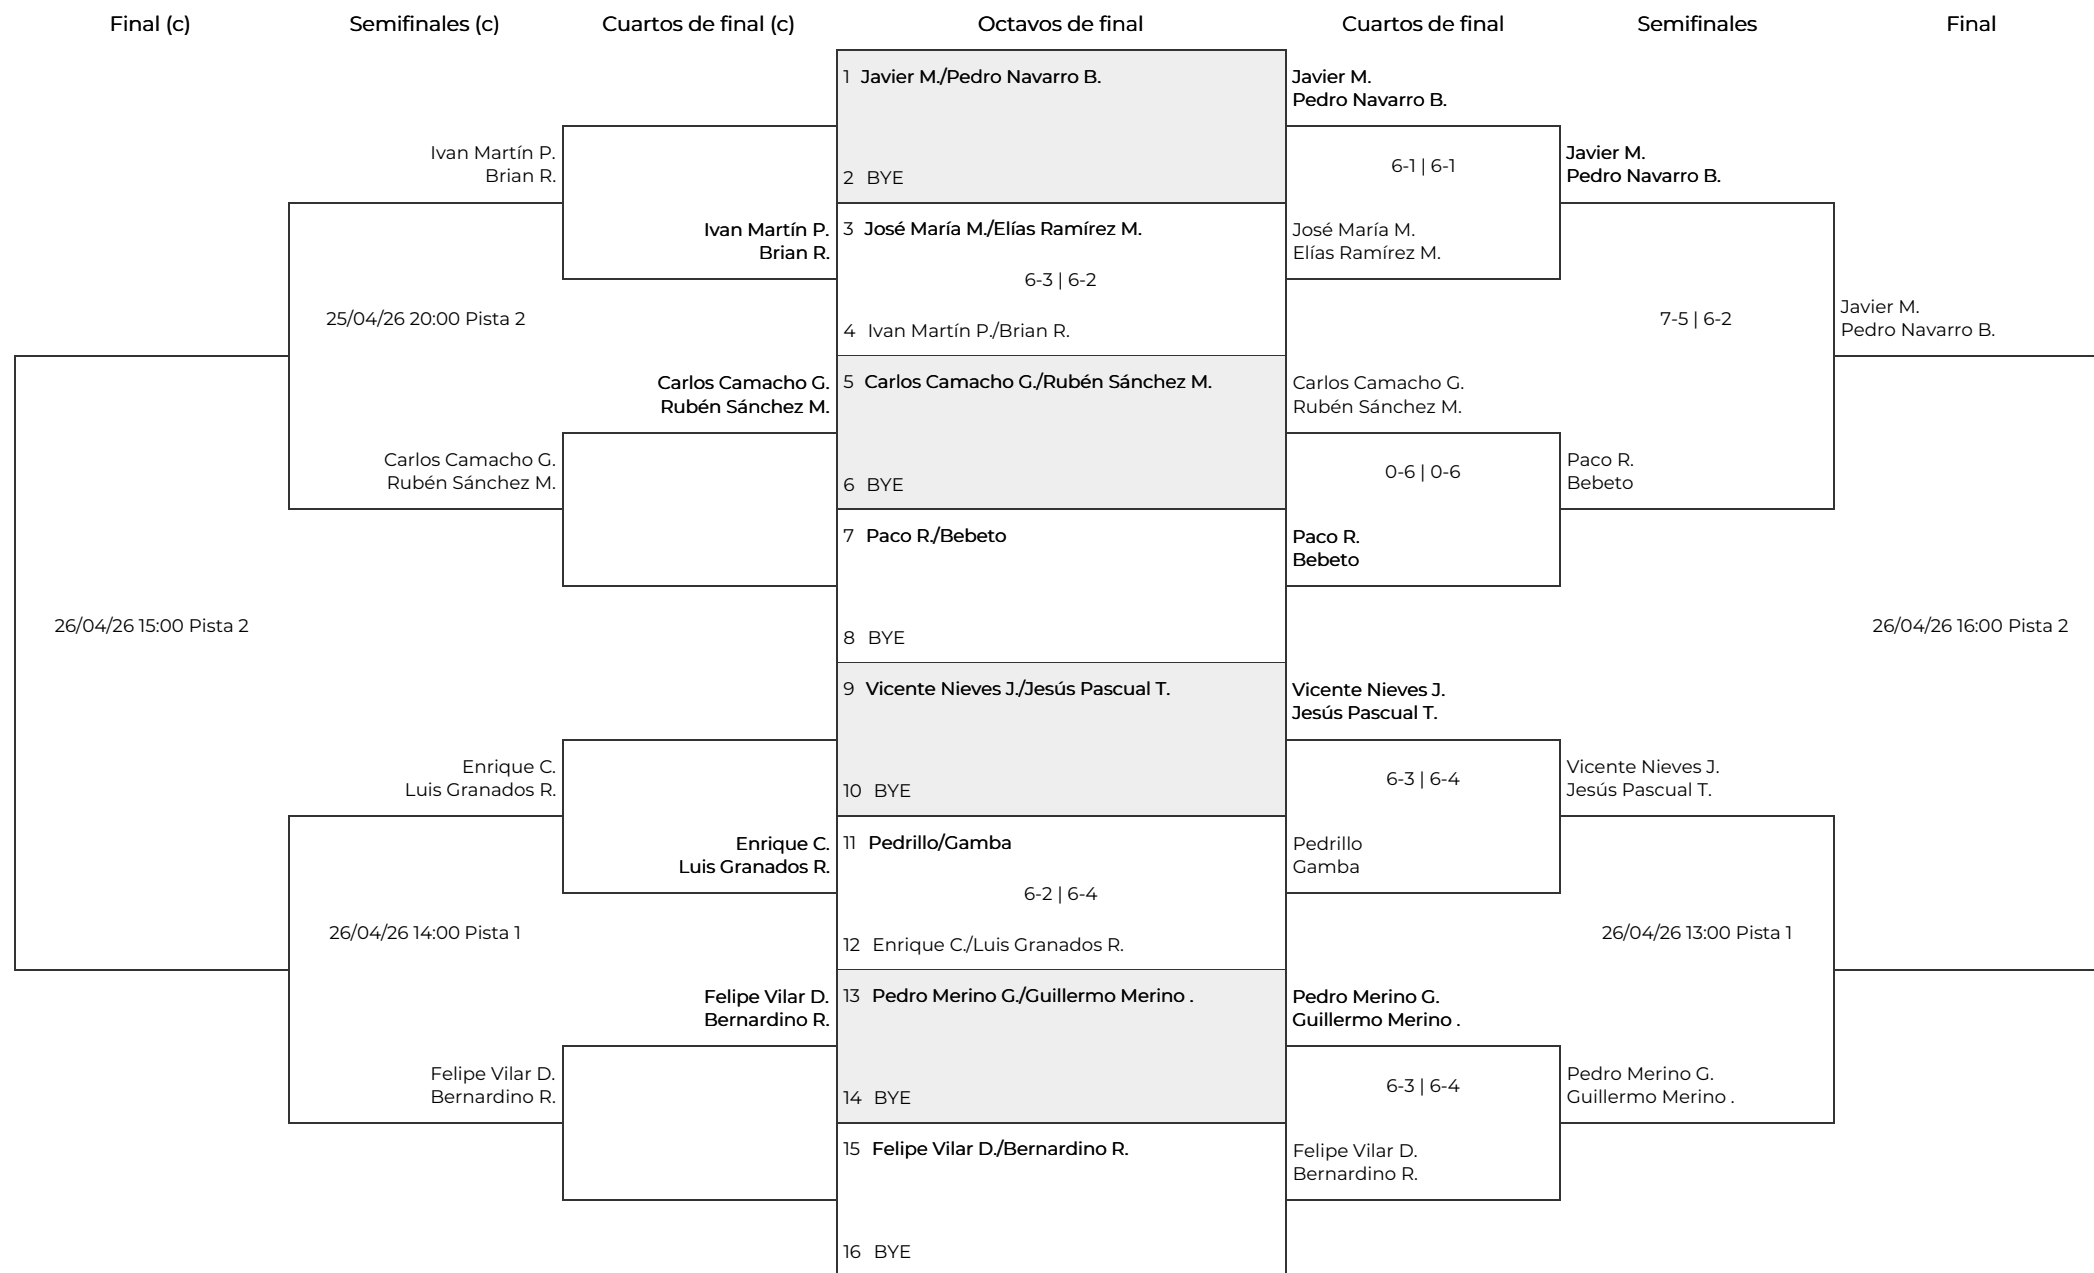 Final (c)
Semifinales (c)
Cuartos de final (c)
Octavos de final
Cuartos de final
Semifinales
Final
26/04/26 15:00 Pista 2
Ivan Martín P.
Brian R.
25/04/26 20:00 Pista 2
Carlos Camacho G.
Rubén Sánchez M.
Enrique C.
Luis Granados R.
26/04/26 14:00 Pista 1
Felipe Vilar D.
Bernardino R.
Ivan Martín P.
Brian R.
Carlos Camacho G.
Rubén Sánchez M.
Enrique C.
Luis Granados R.
Felipe Vilar D.
Bernardino R.
1 Javier M./Pedro Navarro B.
2 BYE
3 José María M./Elías Ramírez M.
6-3 | 6-2
4 Ivan Martín P./Brian R.
5 Carlos Camacho G./Rubén Sánchez M.
6 BYE
7 Paco R./Bebeto
8 BYE
9 Vicente Nieves J./Jesús Pascual T.
10 BYE
11 Pedrillo/Gamba
6-2 | 6-4
12 Enrique C./Luis Granados R.
13 Pedro Merino G./Guillermo Merino .
14 BYE
15 Felipe Vilar D./Bernardino R.
16 BYE
Javier M.
Pedro Navarro B.
6-1 | 6-1
José María M.
Elías Ramírez M.
Carlos Camacho G.
Rubén Sánchez M.
0-6 | 0-6
Paco R.
Bebeto
Vicente Nieves J.
Jesús Pascual T.
6-3 | 6-4
Pedrillo
Gamba
Pedro Merino G.
Guillermo Merino .
6-3 | 6-4
Felipe Vilar D.
Bernardino R.
Javier M.
Pedro Navarro B.
7-5 | 6-2
Paco R.
Bebeto
Vicente Nieves J.
Jesús Pascual T.
26/04/26 13:00 Pista 1
Pedro Merino G.
Guillermo Merino .
Javier M.
Pedro Navarro B.
26/04/26 16:00 Pista 2